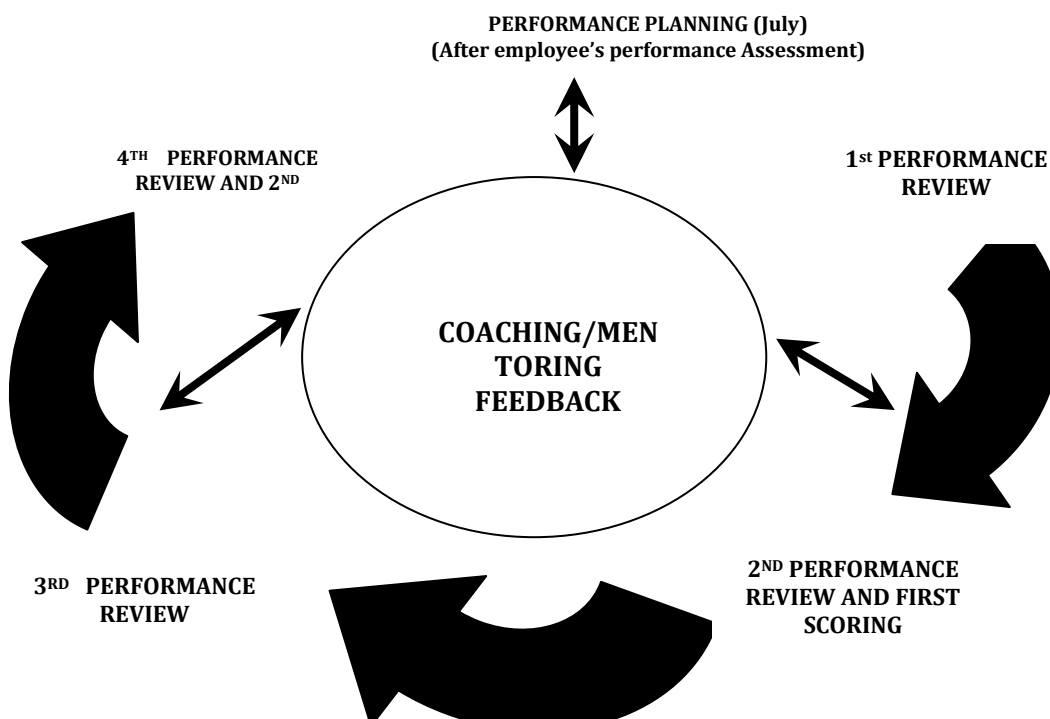 PERFORMANCE PLANNING (July)
(After employee's performance Assessment)
4TH PERFORMANCE
REVIEW AND 2ND
1st PERFORMANCE
REVIEW
COACHING/MEN
TORING
FEEDBACK
3RD PERFORMANCE
REVIEW
2ND PERFORMANCE
REVIEW AND FIRST
SCORING